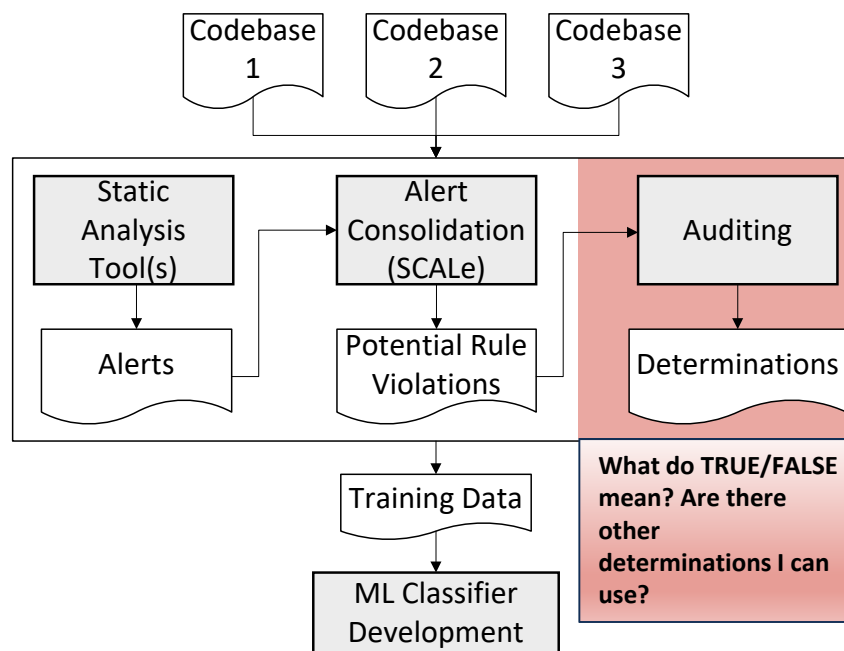 Codebase
1
Codebase
2
Codebase
3
Static
Analysis
Tool(s)
Alert
Consolidation
(SCALe)
Auditing
Alerts
Potential Rule
Violations
Determinations
Training Data
What do TRUE/FALSE
mean? Are there
other
determinations I can
use?
ML Classifier
Development